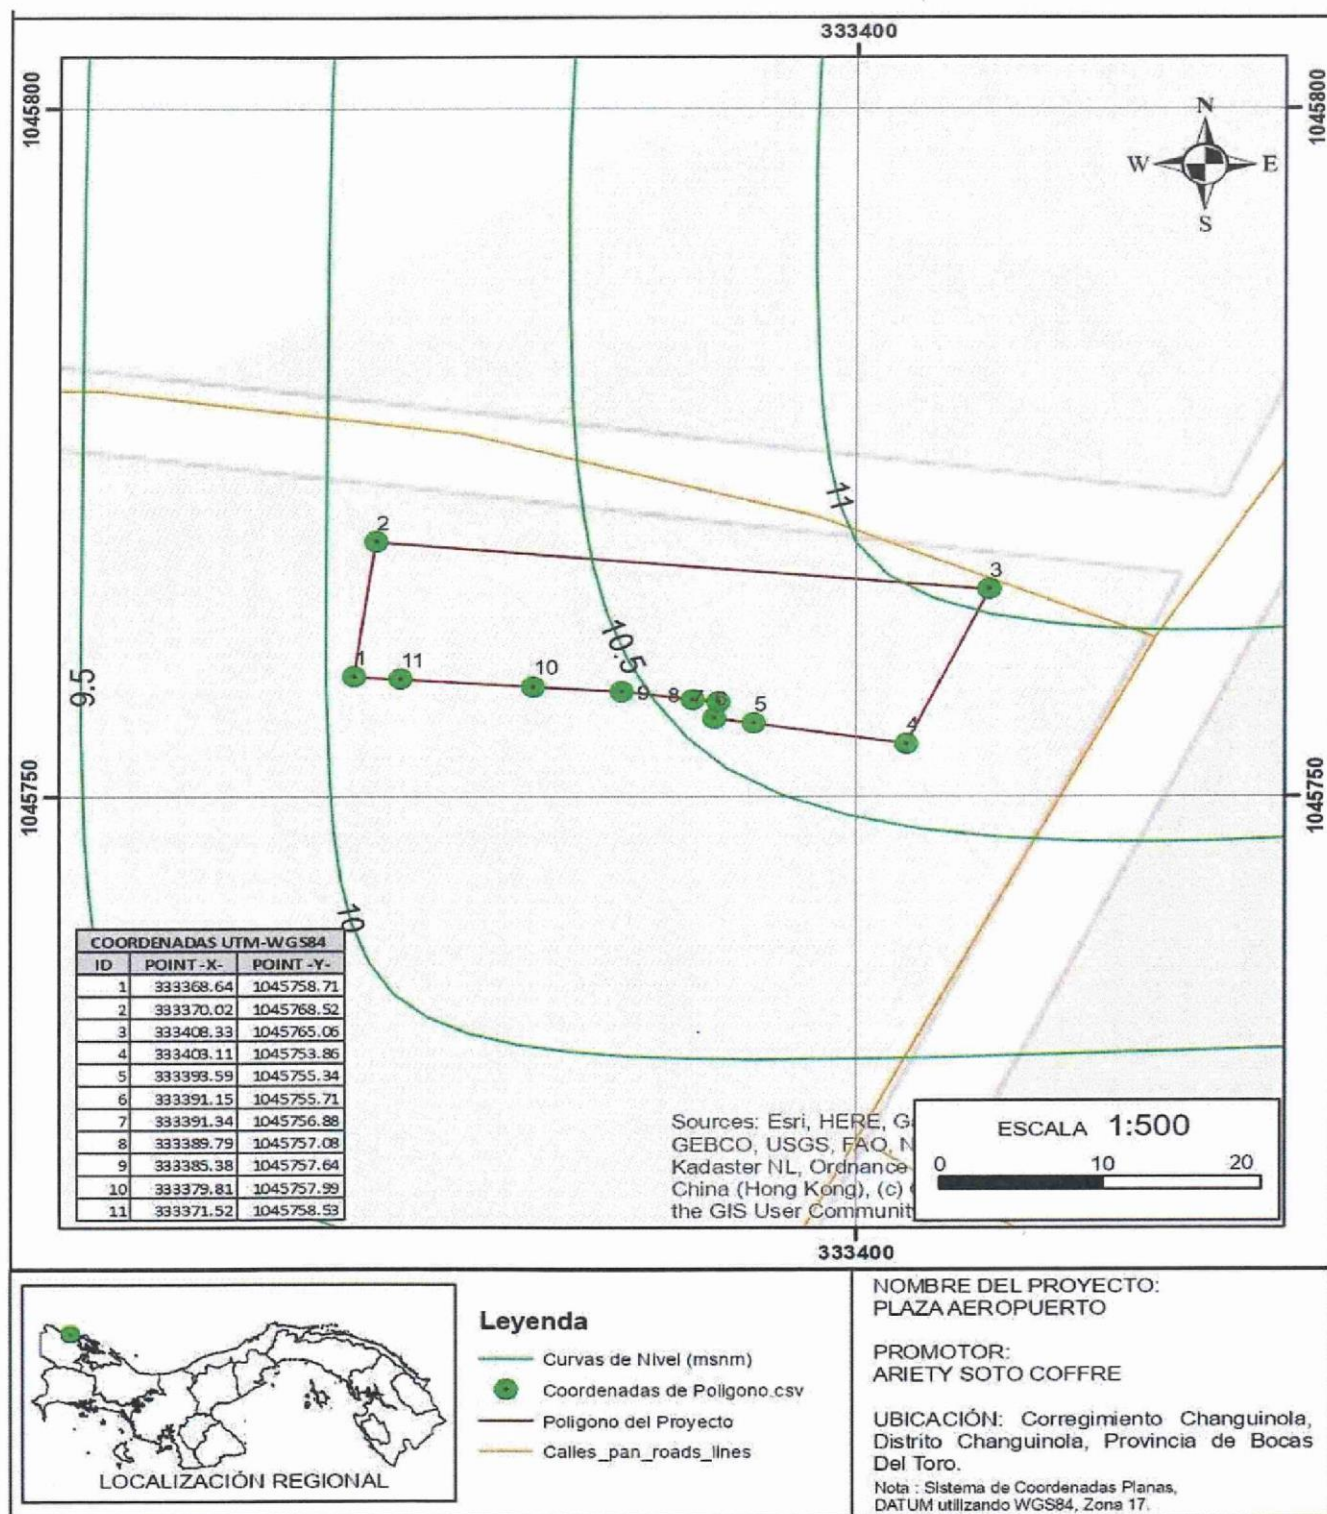 333400
1045800
1045800
N
W E
S
11
2
3
10.5
1
11
10
9
8
7
6
5
4
9.5
1045750
1045750
10
COORDENADAS UTM-WGS84
ID POINT -X- POINT -Y-
1 333368.64 1045758.71
2 333370.02 1045768.52
3 333408.33 1045765.06
4 333403.11 1045753.86
5 333393.59 1045755.34
6 333391.15 1045755.71
7 333391.34 1045756.88
8 333389.79 1045757.08
9 333385.38 1045757.64
10 333379.81 1045757.99
11 333371.52 1045758.53
Sources: Esri, HERE, G
GEBCO, USGS, FAO, N
Kadaster NL, Ordnance
China (Hong Kong), (c)
the GIS User Communit
ESCALA 1:500
0 10 20
333400
LOCALIZACIÓN REGIONAL
Leyenda
Curvas de Nivel (msnm)
Coordenadas de Poligono.csv
Poligono del Proyecto
Calles_pan_roads_lines
NOMBRE DEL PROYECTO:
PLAZA AEROPUERTO
PROMOTOR:
ARIETY SOTO COFFRE
UBICACIÓN: Corregimiento Changuinola,
Distrito Changuinola, Provincia de Bocas
Del Toro.
Nota : Sistema de Coordenadas Planas,
DATUM utilizando WGS84, Zona 17.